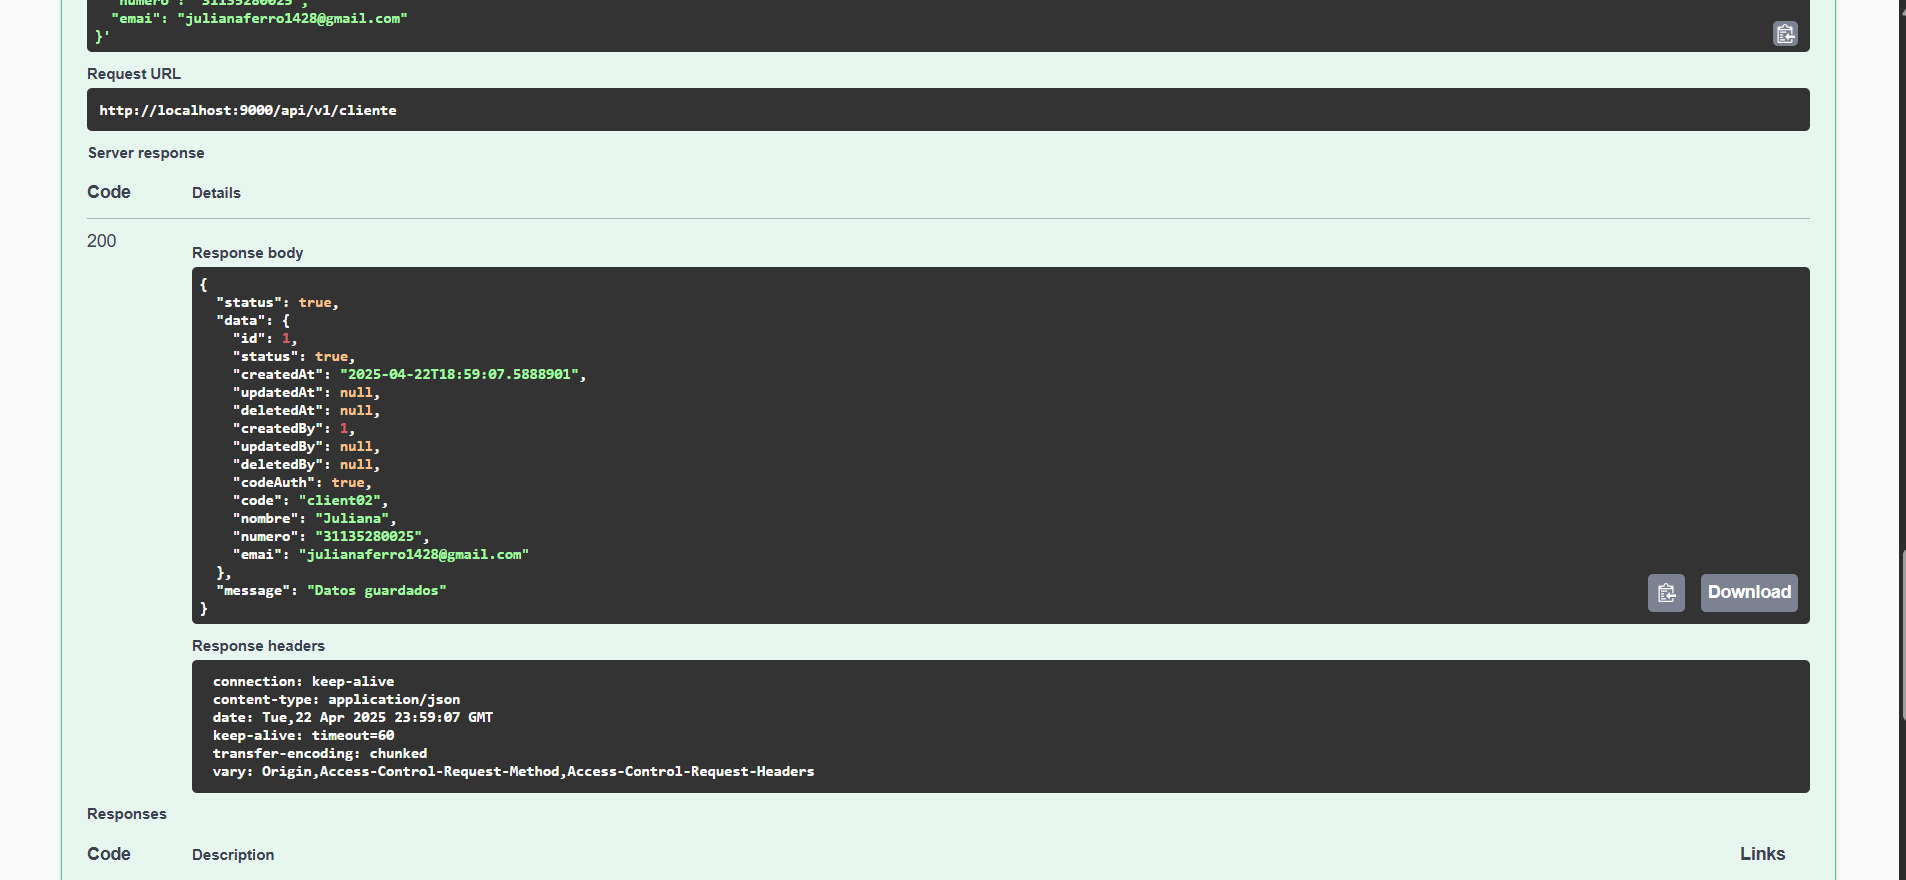 "numero": "31135280025",
"emai": "julianaferro1428@gmail.com"
}'
Request URL
http://localhost:9000/api/v1/cliente
Server response
Code Details
200
Response body
{
"status": true,
"data": {
"id": 1,
"status": true,
"createdAt": "2025-04-22T18:59:07.5888901",
"updatedAt": null,
"deletedAt": null,
"createdBy": 1,
"updatedBy": null,
"deletedBy": null,
"codeAuth": true,
"code": "client02",
"nombre": "Juliana",
"numero": "31135280025",
"emai": "julianaferro1428@gmail.com"
},
"message": "Datos guardados"
}
Download
Response headers
connection: keep-alive
content-type: application/json
date: Tue,22 Apr 2025 23:59:07 GMT
keep-alive: timeout=60
transfer-encoding: chunked
vary: Origin,Access-Control-Request-Method,Access-Control-Request-Headers
Responses
Code Description Links